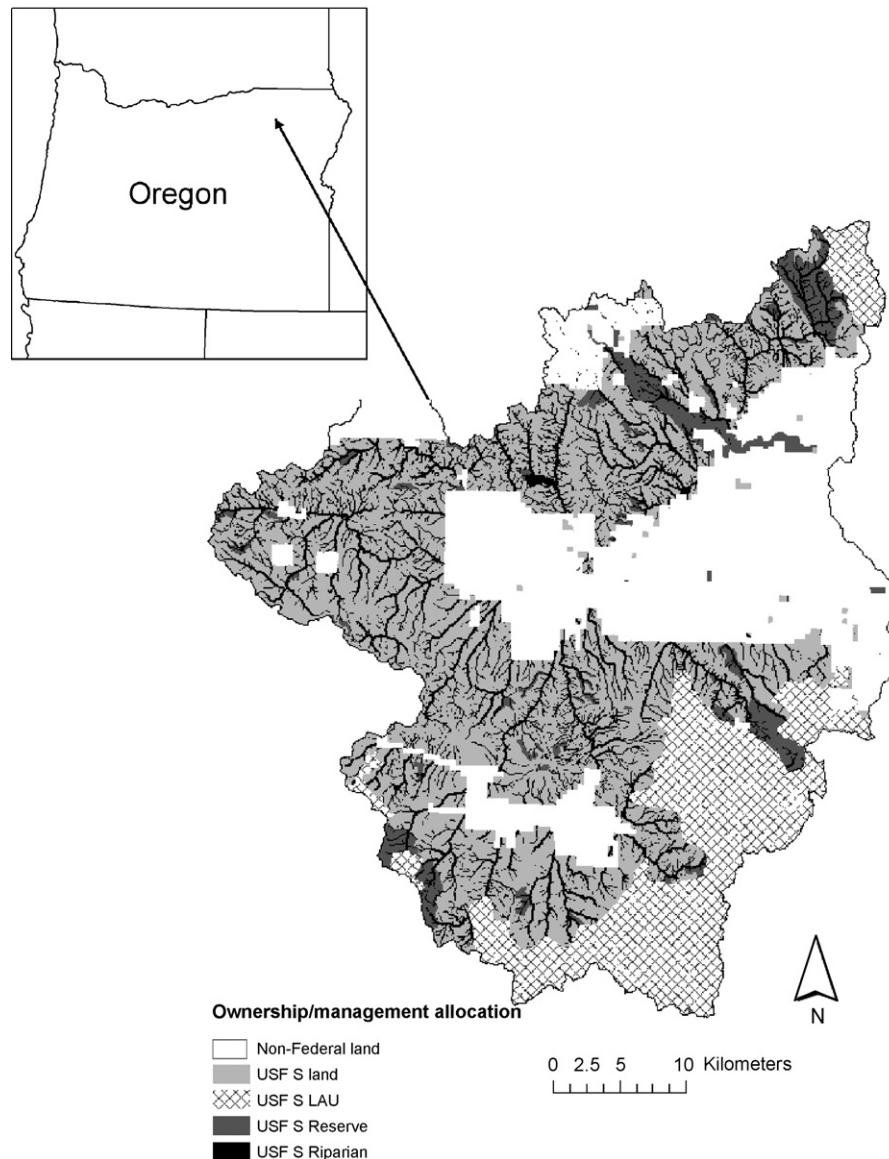 Oregon
N
Ownership/management allocation
Non-Federal land
USF S land
USF S LAU
USF S Reserve
USF S Riparian
0 2.5 5 10 Kilometers